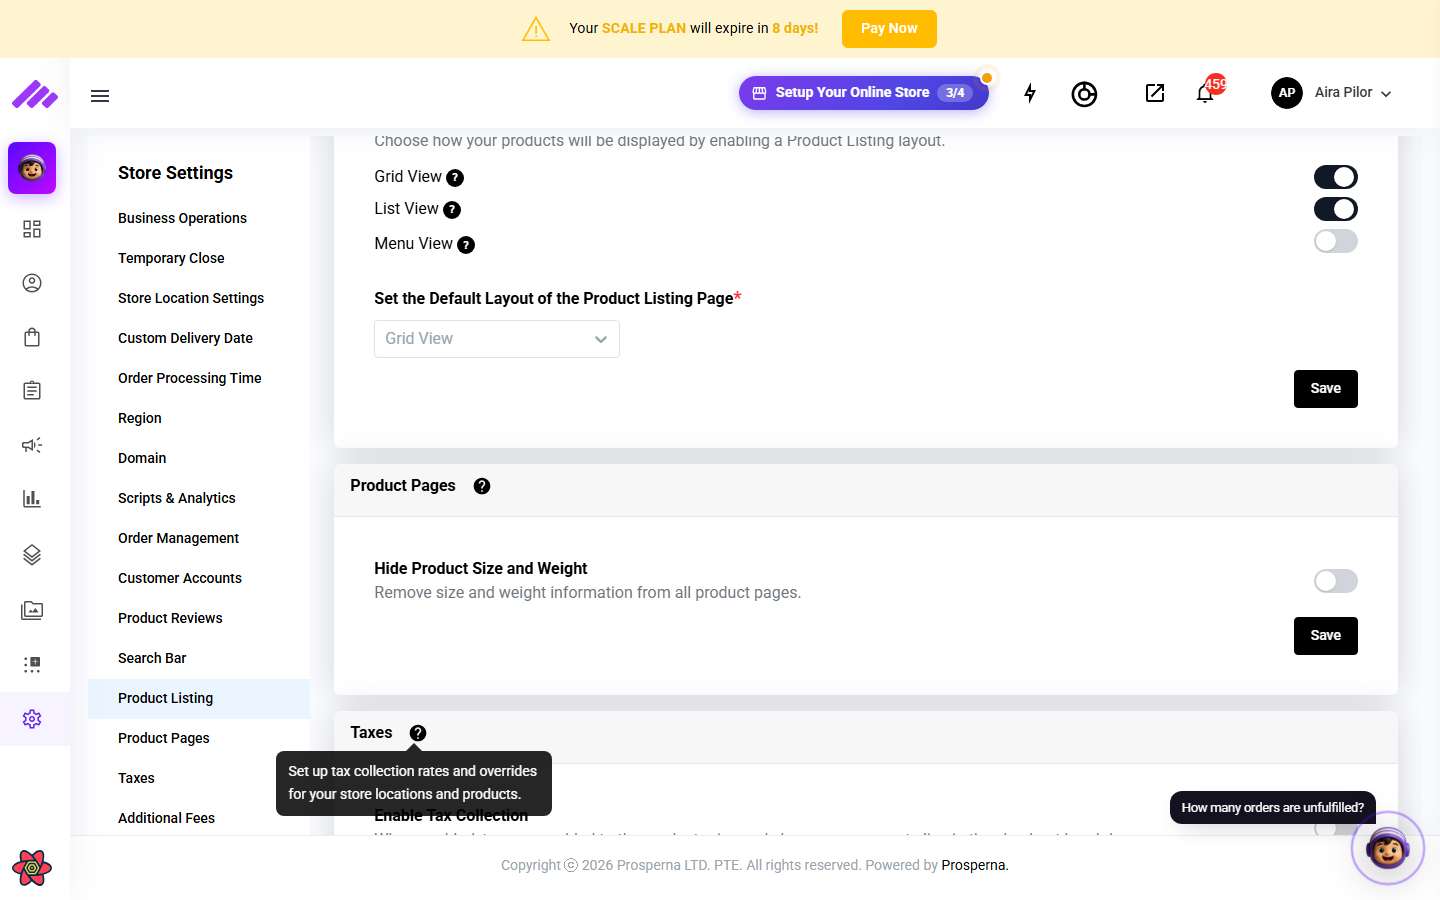 Your SCALE PLAN will expire in 8 days!
Pay Now
Setup Your Online Store 3/4
459
AP
Aira Pilor
Store Settings
Business Operations
Temporary Close
Store Location Settings
Custom Delivery Date
Order Processing Time
Region
Domain
Scripts & Analytics
Order Management
Customer Accounts
Product Reviews
Search Bar
Product Listing
Product Pages
Taxes
Additional Fees
Choose how your products will be displayed by enabling a Product Listing layout.
Grid View ?
List View ?
Menu View ?
Set the Default Layout of the Product Listing Page*
Grid View
Save
Product Pages ?
Hide Product Size and Weight
Remove size and weight information from all product pages.
Save
Taxes ?
Set up tax collection rates and overrides
for your store locations and products.
Enable Tax Collection
How many orders are unfulfilled?
Copyright © 2026 Prosperna LTD. PTE. All rights reserved. Powered by Prosperna.